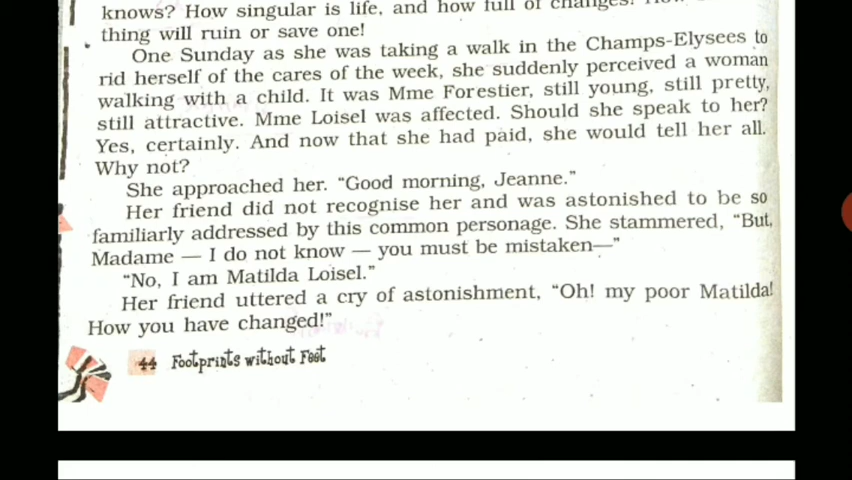 knows? How singular is life, and how full of changes!
thing will ruin or save one!
One Sunday as she was taking a walk in the Champs-Elysees to
rid herself of the cares of the week, she suddenly perceived a woman
walking with a child. It was Mme Forestier, still young, still pretty,
still attractive. Mme Loisel was affected. Should she speak to her?
Yes, certainly. And now that she had paid, she would tell her all.
Why not?
She approached her. “Good morning, Jeanne.”
Her friend did not recognise her and was astonished to be so
familiarly addressed by this common personage. She stammered, “But,
Madame — I do not know — you must be mistaken—”
“No, I am Matilda Loisel.”
Her friend uttered a cry of astonishment, “Oh! my poor Matilda!
How you have changed!”
44 Footprints without Feet